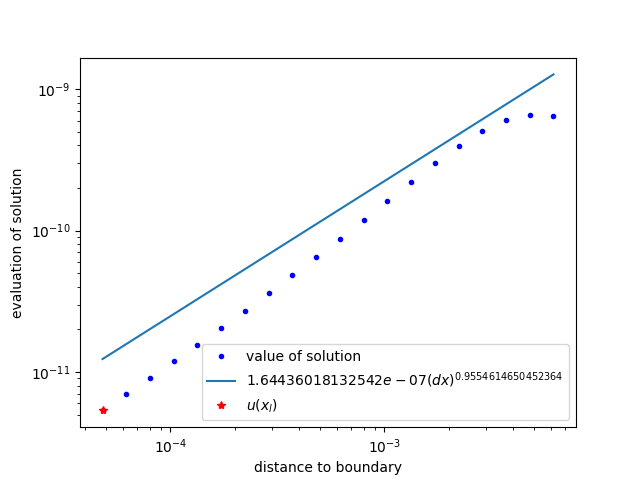 10⁻⁹
10⁻¹⁰
10⁻¹¹
evaluation of solution
value of solution
1.64436018132542e − 07(dx)^0.9554614650452364
u(x_l)
10⁻⁴
10⁻³
distance to boundary